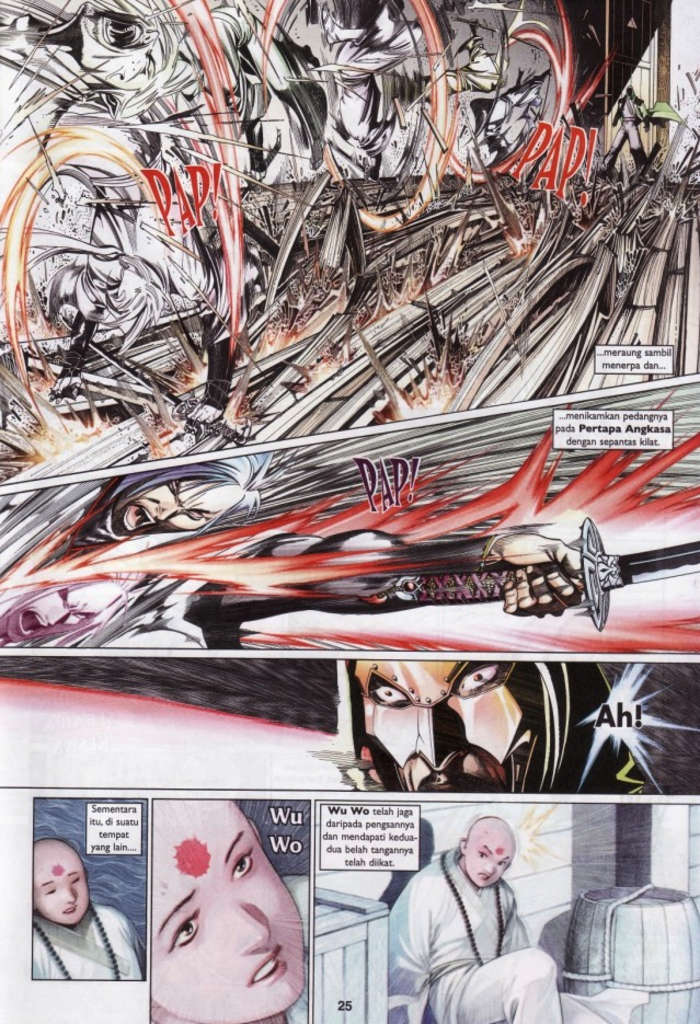 PAP!
PAP!
...meraung sambil
menerpa dan...
...menikamkan pedangnya
pada Pertapa Angkasa
dengan sepantas kilat.
PAP!
Ah!
Sementara
itu, di suatu
tempat
yang lain....
Wu
Wo
Wu Wo telah jaga
daripada pengsannya
dan mendapati kedua-
dua belah tangannya
telah diikat.
25